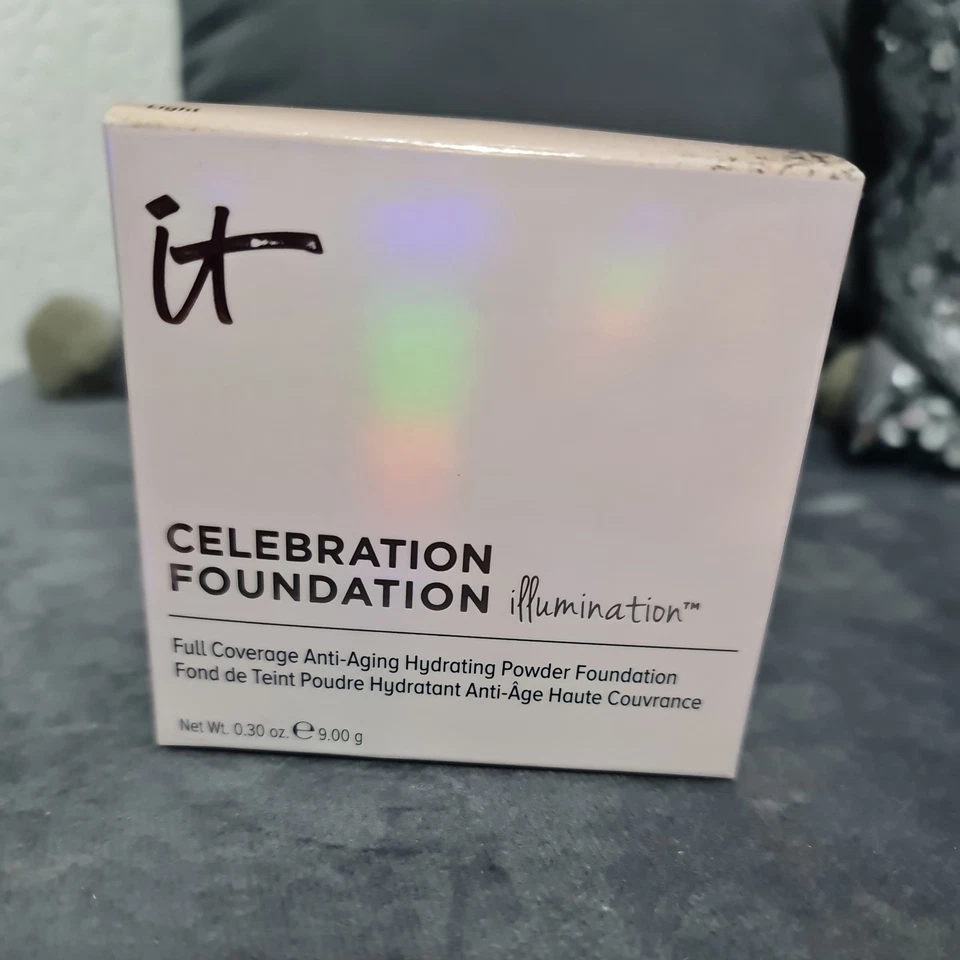 Light
it
CELEBRATION
FOUNDATION illumination™
Full Coverage Anti-Aging Hydrating Powder Foundation
Fond de Teint Poudre Hydratant Anti-Âge Haute Couvrance
Net Wt. 0.30 oz. ℮ 9.00 g